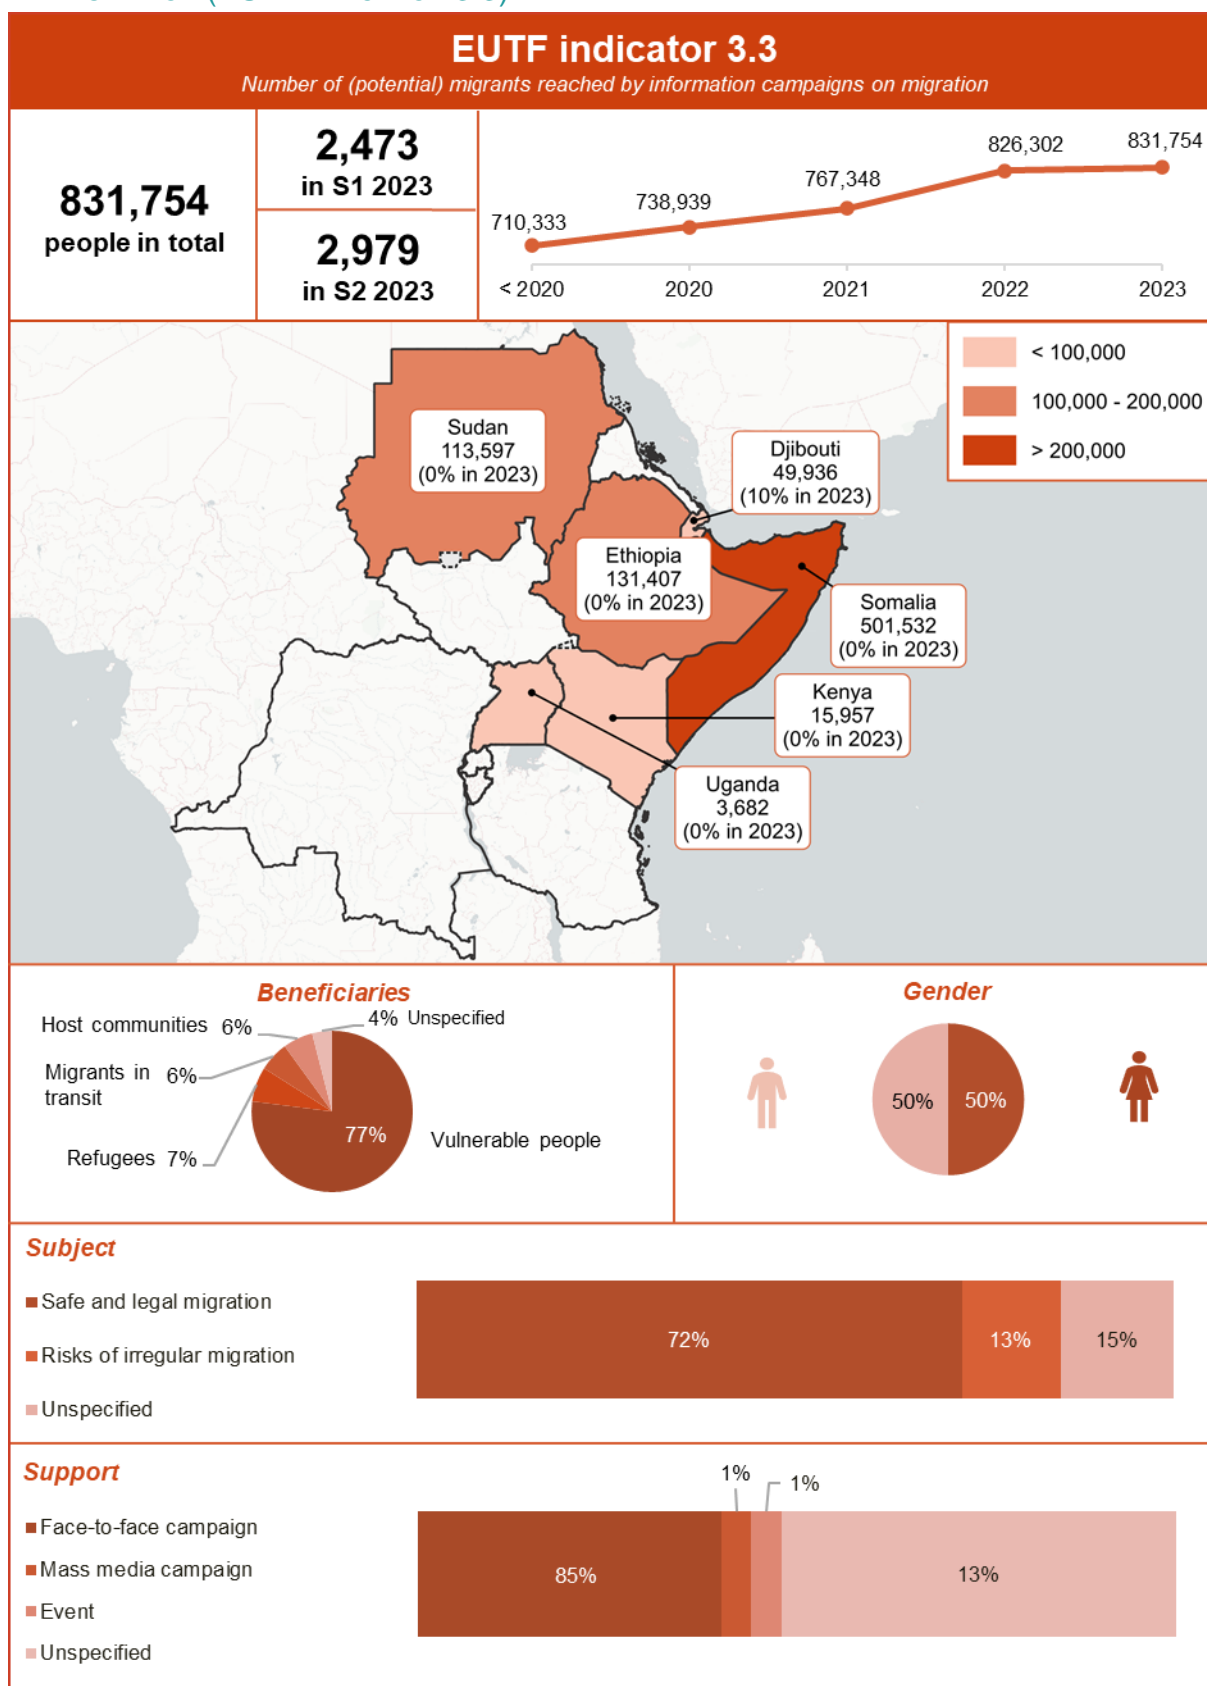 EUTF indicator 3.3
Number of (potential) migrants reached by information campaigns on migration
831,754
people in total
2,473
in S1 2023
2,979
in S2 2023
710,333
738,939
767,348
826,302
831,754
< 2020
2020
2021
2022
2023
< 100,000
100,000 - 200,000
> 200,000
Sudan
113,597
(0% in 2023)
Djibouti
49,936
(10% in 2023)
Ethiopia
131,407
(0% in 2023)
Somalia
501,532
(0% in 2023)
Kenya
15,957
(0% in 2023)
Uganda
3,682
(0% in 2023)
Beneficiaries
Host communities 6%
4% Unspecified
Migrants in 6%
transit
Refugees 7%
77%
Vulnerable people
Gender
50%
50%
Subject
Safe and legal migration
Risks of irregular migration
Unspecified
72%
13%
15%
Support
Face-to-face campaign
Mass media campaign
Event
Unspecified
1%
1%
85%
13%